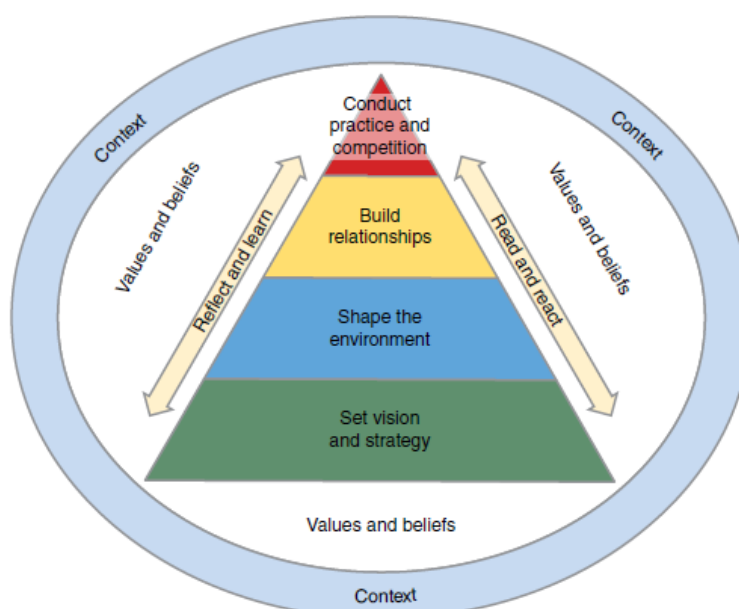 Conduct
practice and
competition
Context
Context
Values and beliefs
Values and beliefs
Reflect and learn
Read and react
Build
relationships
Shape the
environment
Set vision
and strategy
Values and beliefs
Context